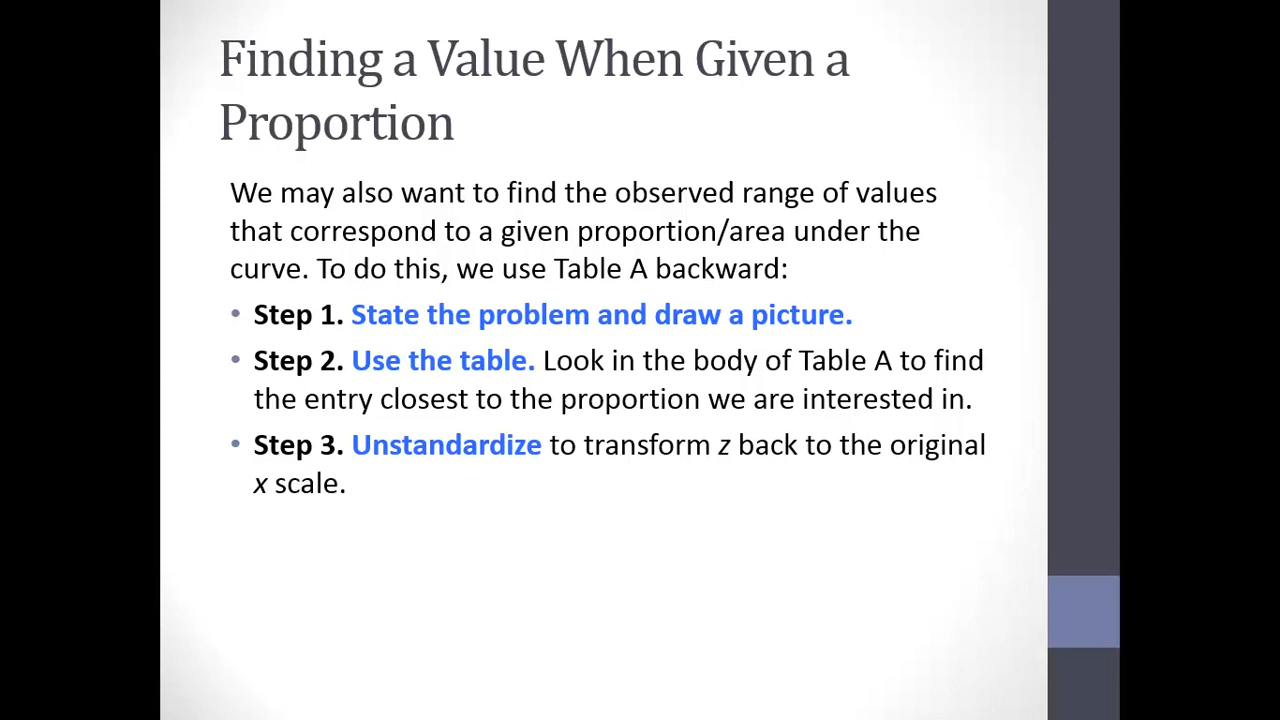 Finding a Value When Given a
Proportion
We may also want to find the observed range of values
that correspond to a given proportion/area under the
curve. To do this, we use Table A backward:
• Step 1. State the problem and draw a picture.
• Step 2. Use the table. Look in the body of Table A to find
the entry closest to the proportion we are interested in.
• Step 3. Unstandardize to transform z back to the original
x scale.